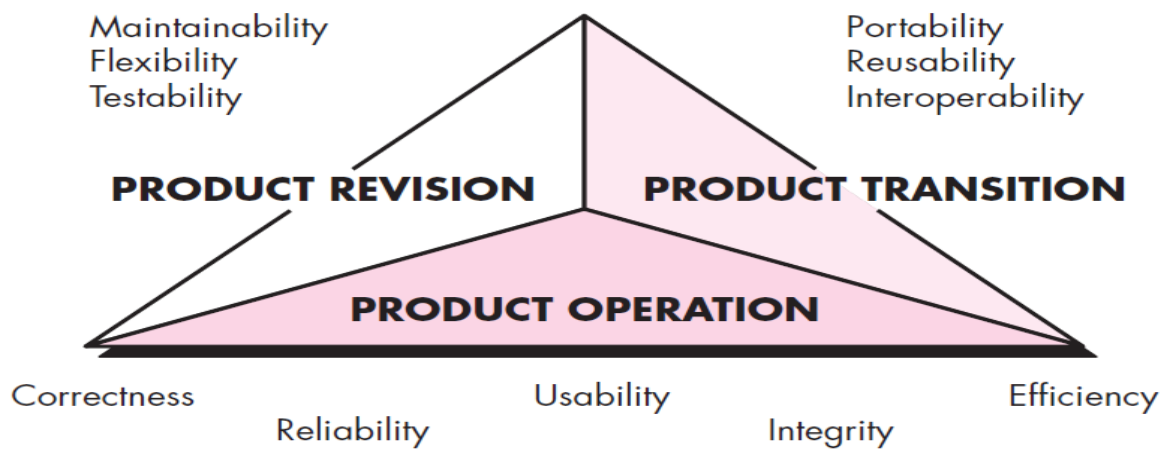 Maintainability
Flexibility
Testability
Portability
Reusability
Interoperability
PRODUCT REVISION
PRODUCT TRANSITION
PRODUCT OPERATION
Correctness
Usability
Efficiency
Reliability
Integrity